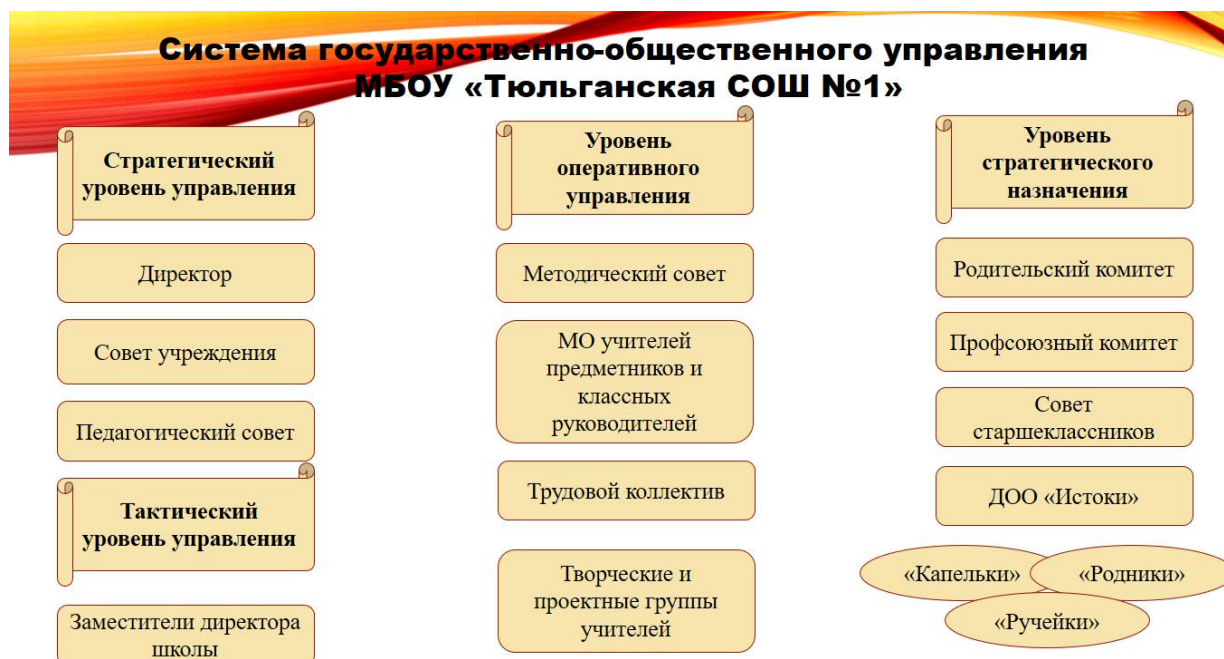 Система государственно-общественного управления
МБОУ «Тюльганская СОШ №1»
Стратегический
уровень управления
Директор
Совет учреждения
Педагогический совет
Тактический
уровень управления
Заместители директора
школы
Уровень
оперативного
управления
Методический совет
МО учителей
предметников и
классных
руководителей
Трудовой коллектив
Творческие и
проектные группы
учителей
Уровень
стратегического
назначения
Родительский комитет
Профсоюзный комитет
Совет
старшеклассников
ДОО «Истоки»
«Капельки»
«Родники»
«Ручейки»